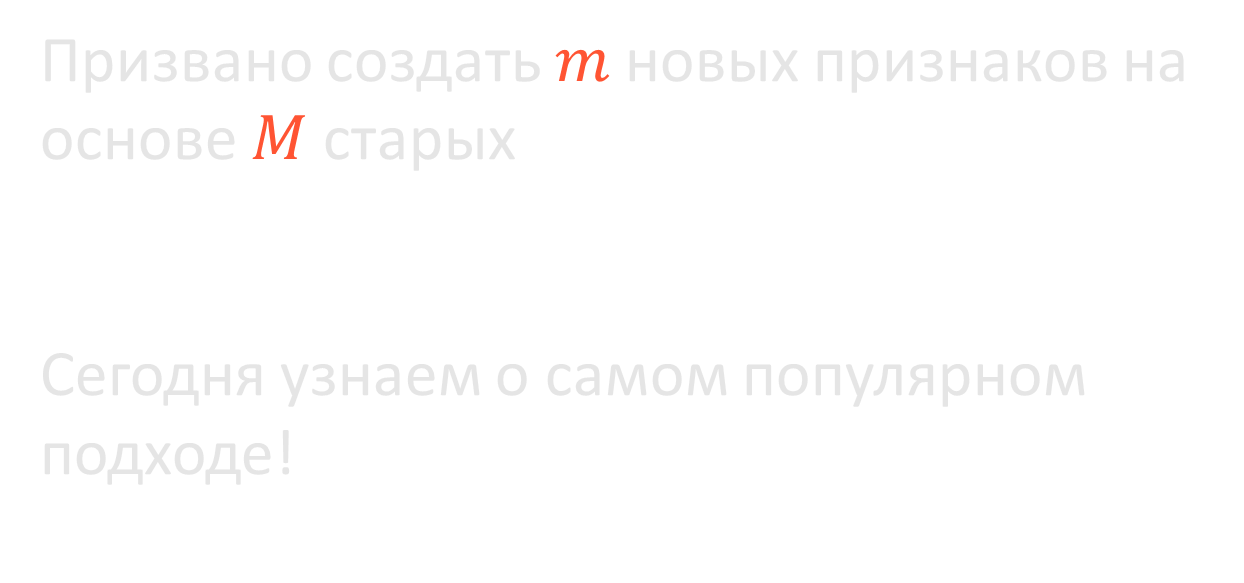 Призвано создать m новых признаков на
основе M старых
Сегодня узнаем о самом популярном
подходе!